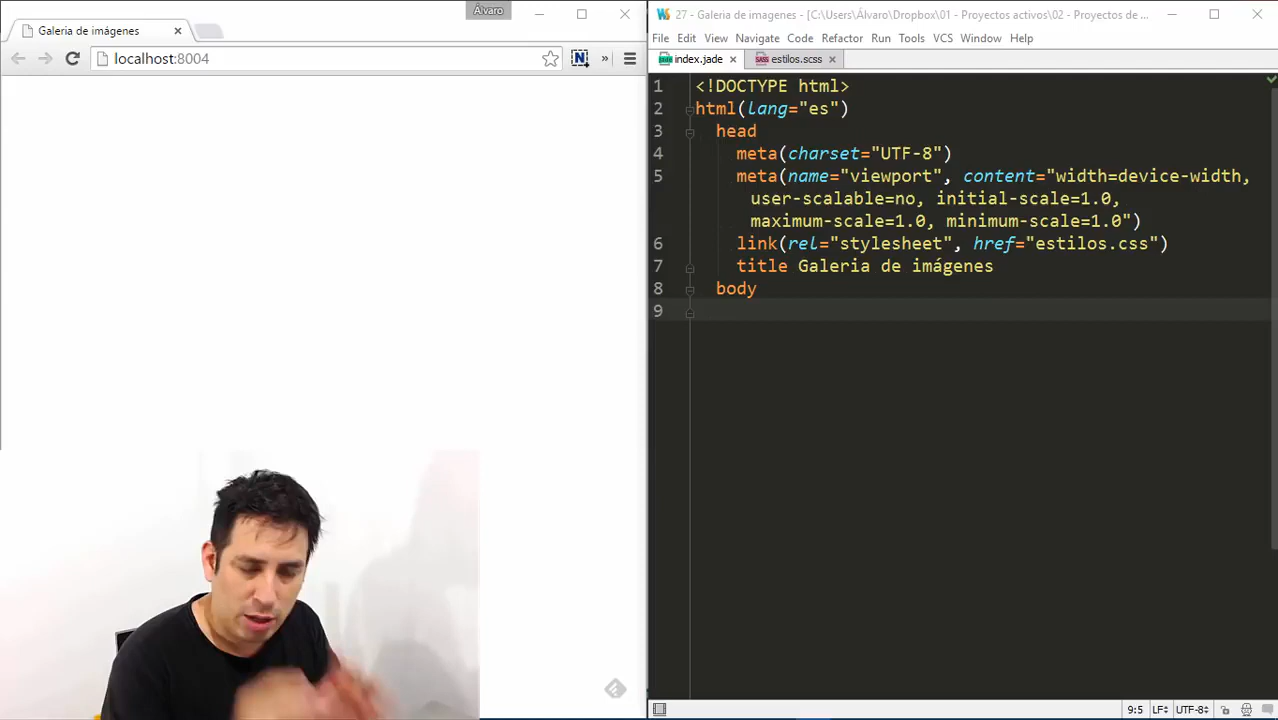 Álvaro
Galeria de imágenes
localhost:8004
N
»
27 - Galeria de imagenes - [C:\Users\Álvaro\Dropbox\01 - Proyectos activos\02 - Proyectos de ...
File Edit View Navigate Code Refactor Run Tools VCS Window Help
index.jade estilos.scss
1 <!DOCTYPE html>
2 html(lang="es")
3 head
4 meta(charset="UTF-8")
5 meta(name="viewport", content="width=device-width,
user-scalable=no, initial-scale=1.0,
maximum-scale=1.0, minimum-scale=1.0")
6 link(rel="stylesheet", href="estilos.css")
7 title Galeria de imágenes
8 body
9
9:5 LF UTF-8